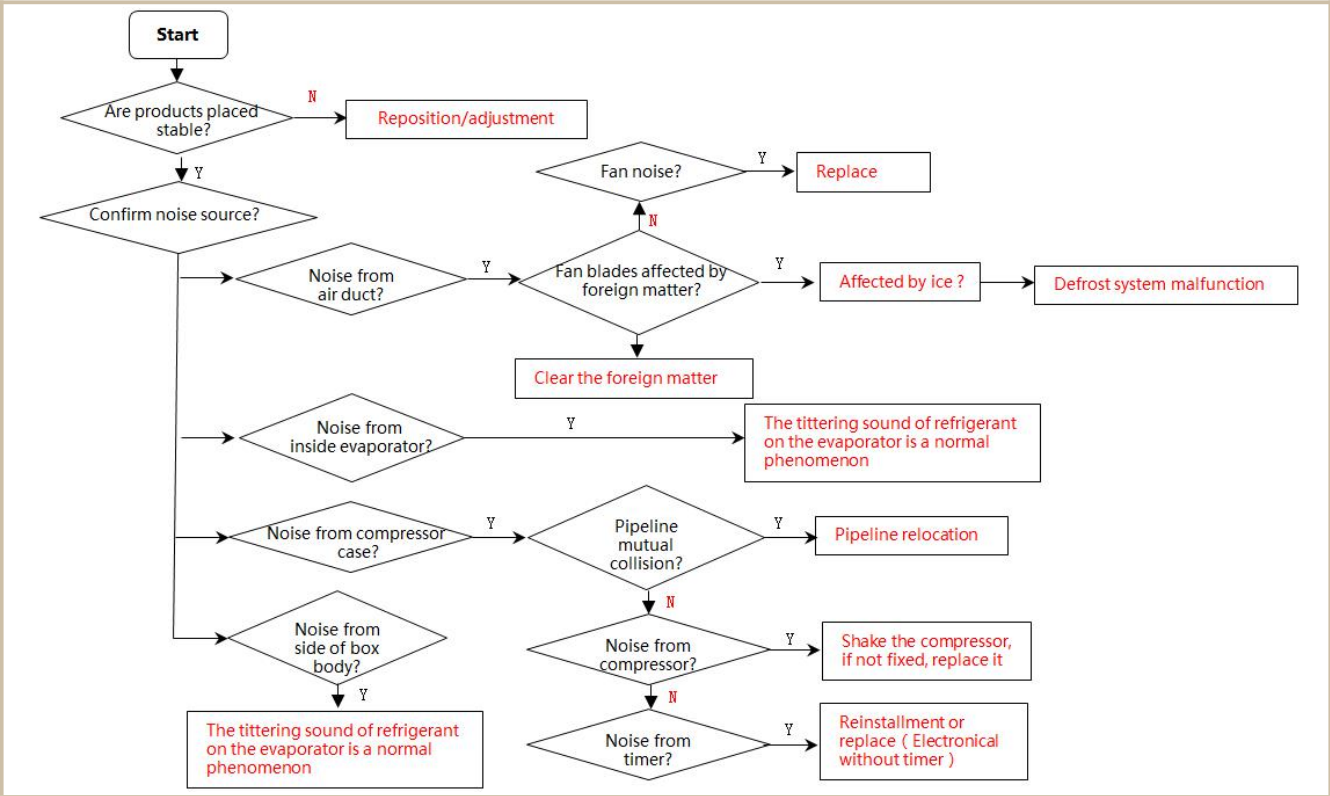 Start
Are products placed
stable?
N
Reposition/adjustment
Y
Confirm noise source?
Fan noise?
Y
Replace
N
Noise from
air duct?
Y
Fan blades affected by
foreign matter?
Y
Affected by ice ?
Defrost system malfunction
Clear the foreign matter
Noise from
inside evaporator?
Y
The tittering sound of refrigerant
on the evaporator is a normal
phenomenon
Noise from compressor
case?
Y
Pipeline
mutual
collision?
Y
Pipeline relocation
N
Noise from
side of box
body?
Y
The tittering sound of refrigerant
on the evaporator is a normal
phenomenon
Noise from
compressor?
Y
Shake the compressor,
if not fixed, replace it
N
Noise from
timer?
Y
Reinstallment or
replace ( Electronical
without timer )